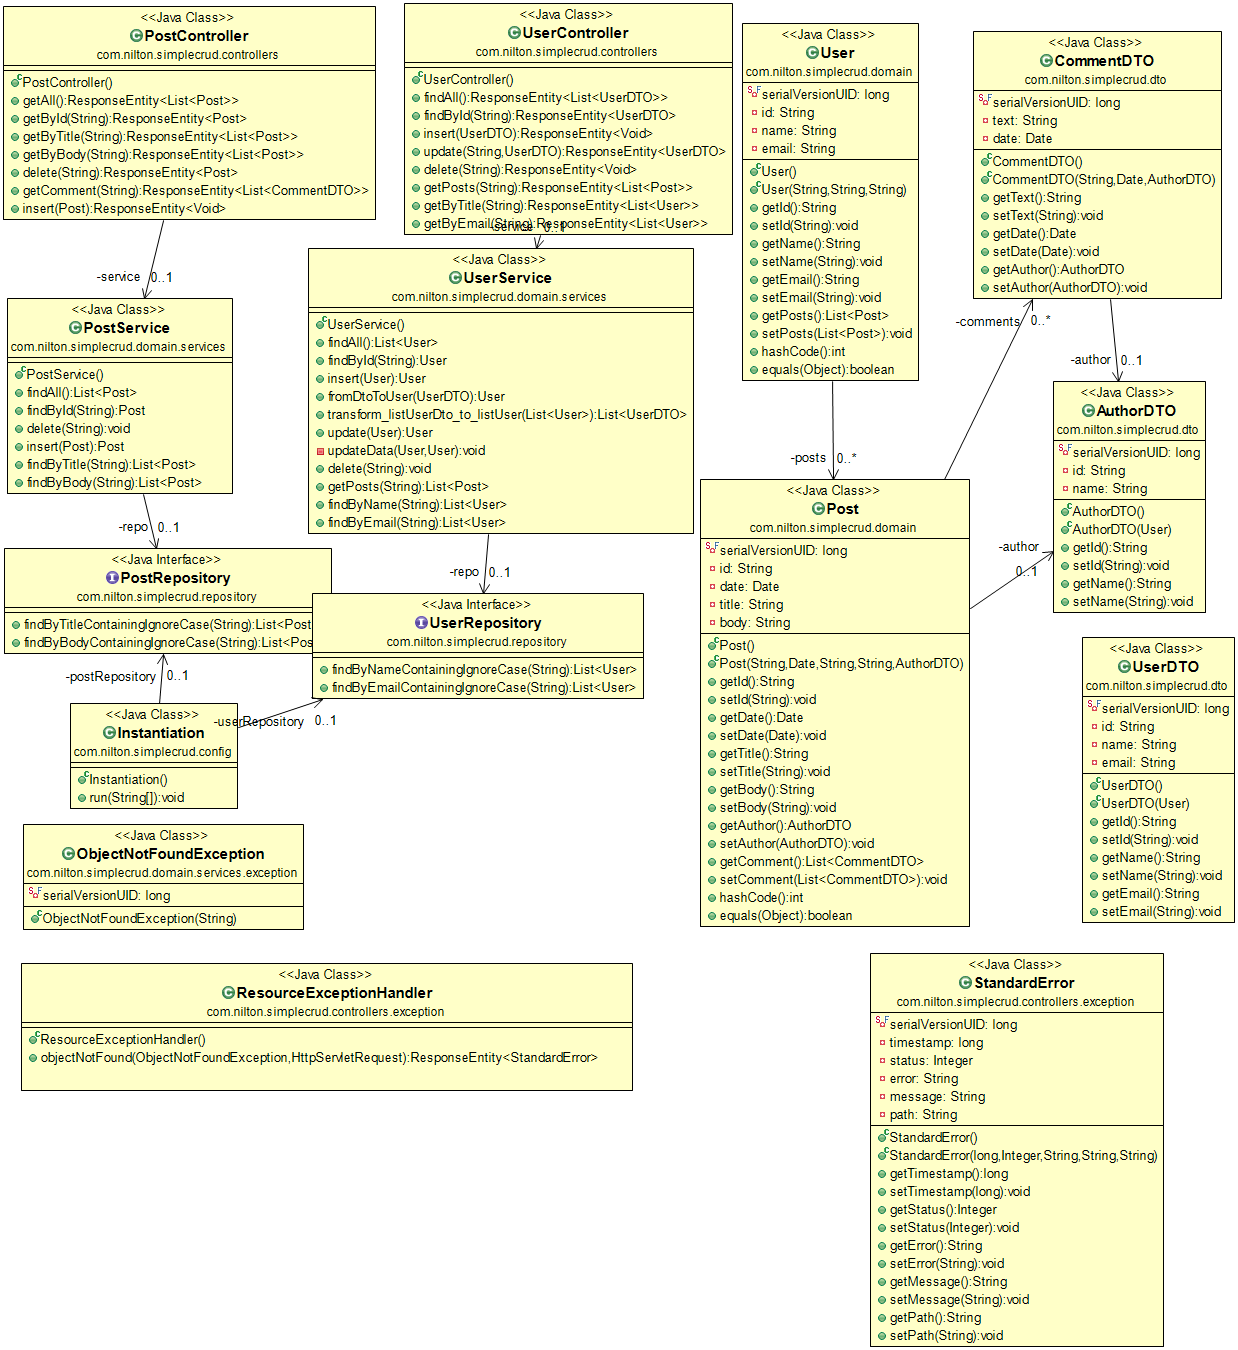 <<Java Class>>
PostController
com.nilton.simplecrud.controllers
PostController()
getAll():ResponseEntity<List<Post>>
getById(String):ResponseEntity<Post>
getByTitle(String):ResponseEntity<List<Post>>
getByBody(String):ResponseEntity<List<Post>>
delete(String):ResponseEntity<Post>
getComment(String):ResponseEntity<List<CommentDTO>>
insert(Post):ResponseEntity<Void>
-service 0..1
<<Java Class>>
UserController
com.nilton.simplecrud.controllers
UserController()
findAll():ResponseEntity<List<UserDTO>>
findById(String):ResponseEntity<UserDTO>
insert(UserDTO):ResponseEntity<Void>
update(String,UserDTO):ResponseEntity<UserDTO>
delete(String):ResponseEntity<Void>
getPosts(String):ResponseEntity<List<Post>>
getByTitle(String):ResponseEntity<List<User>>
getByEmail(String):ResponseEntity<List<User>>
-service 0..1
<<Java Class>>
User
com.nilton.simplecrud.domain
serialVersionUID: long
id: String
name: String
email: String
User()
User(String,String,String)
getId():String
setId(String):void
getName():String
setName(String):void
getEmail():String
setEmail(String):void
getPosts():List<Post>
setPosts(List<Post>):void
hashCode():int
equals(Object):boolean
-posts 0..*
<<Java Class>>
CommentDTO
com.nilton.simplecrud.dto
serialVersionUID: long
text: String
date: Date
CommentDTO()
CommentDTO(String,Date,AuthorDTO)
getText():String
setText(String):void
getDate():Date
setDate(Date):void
getAuthor():AuthorDTO
setAuthor(AuthorDTO):void
-comments 0..*
-author 0..1
<<Java Class>>
PostService
com.nilton.simplecrud.domain.services
PostService()
findAll():List<Post>
findById(String):Post
delete(String):void
insert(Post):Post
findByTitle(String):List<Post>
findByBody(String):List<Post>
-repo 0..1
<<Java Class>>
UserService
com.nilton.simplecrud.domain.services
UserService()
findAll():List<User>
findById(String):User
insert(User):User
fromDtoToUser(UserDTO):User
transform_listUserDto_to_listUser(List<User>):List<UserDTO>
update(User):User
updateData(User,User):void
delete(String):void
getPosts(String):List<Post>
findByName(String):List<User>
findByEmail(String):List<User>
-repo 0..1
<<Java Class>>
AuthorDTO
com.nilton.simplecrud.dto
serialVersionUID: long
id: String
name: String
AuthorDTO()
AuthorDTO(User)
getId():String
setId(String):void
getName():String
setName(String):void
<<Java Class>>
Post
com.nilton.simplecrud.domain
serialVersionUID: long
id: String
date: Date
title: String
body: String
Post()
Post(String,Date,String,String,AuthorDTO)
getId():String
setId(String):void
getDate():Date
setDate(Date):void
getTitle():String
setTitle(String):void
getBody():String
setBody(String):void
getAuthor():AuthorDTO
setAuthor(AuthorDTO):void
getComment():List<CommentDTO>
setComment(List<CommentDTO>):void
hashCode():int
equals(Object):boolean
-author
0..1
<<Java Interface>>
PostRepository
com.nilton.simplecrud.repository
findByTitleContainingIgnoreCase(String):List<Post
findByBodyContainingIgnoreCase(String):List<Pos
-postRepository 0..1
<<Java Interface>>
UserRepository
com.nilton.simplecrud.repository
findByNameContainingIgnoreCase(String):List<User>
findByEmailContainingIgnoreCase(String):List<User>
-userRepository 0..1
<<Java Class>>
Instantiation
com.nilton.simplecrud.config
Instantiation()
run(String[]):void
<<Java Class>>
UserDTO
com.nilton.simplecrud.dto
serialVersionUID: long
id: String
name: String
email: String
UserDTO()
UserDTO(User)
getId():String
setId(String):void
getName():String
setName(String):void
getEmail():String
setEmail(String):void
<<Java Class>>
ObjectNotFoundException
com.nilton.simplecrud.domain.services.exception
serialVersionUID: long
ObjectNotFoundException(String)
<<Java Class>>
ResourceExceptionHandler
com.nilton.simplecrud.controllers.exception
ResourceExceptionHandler()
objectNotFound(ObjectNotFoundException,HttpServletRequest):ResponseEntity<StandardError>
<<Java Class>>
StandardError
com.nilton.simplecrud.controllers.exception
serialVersionUID: long
timestamp: long
status: Integer
error: String
message: String
path: String
StandardError()
StandardError(long,Integer,String,String,String)
getTimestamp():long
setTimestamp(long):void
getStatus():Integer
setStatus(Integer):void
getError():String
setError(String):void
getMessage():String
setMessage(String):void
getPath():String
setPath(String):void